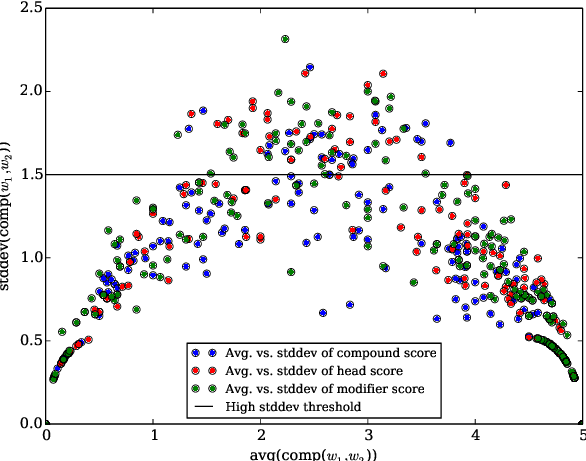 2.5
2.0
1.5
1.0
0.5
0.0
stddev(comp(w₁,w₂))
Avg. vs. stddev of compound score
Avg. vs. stddev of head score
Avg. vs. stddev of modifier score
High stddev threshold
0 1 2 3 4 5
avg(comp(w₁,w₂))